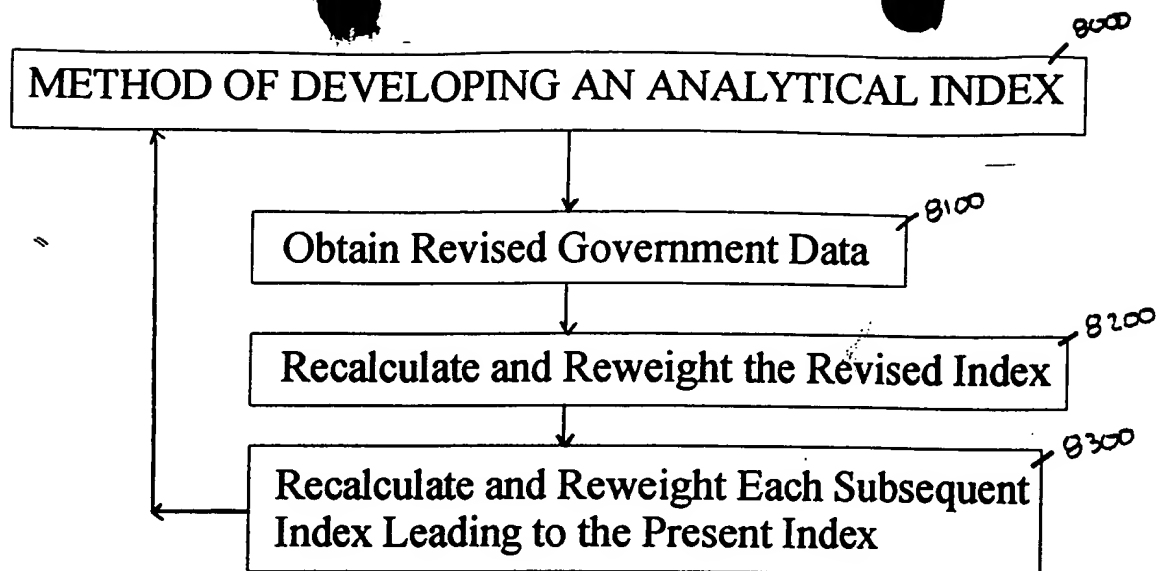 8000
METHOD OF DEVELOPING AN ANALYTICAL INDEX
8100
Obtain Revised Government Data
8200
Recalculate and Reweight the Revised Index
8300
Recalculate and Reweight Each Subsequent
Index Leading to the Present Index